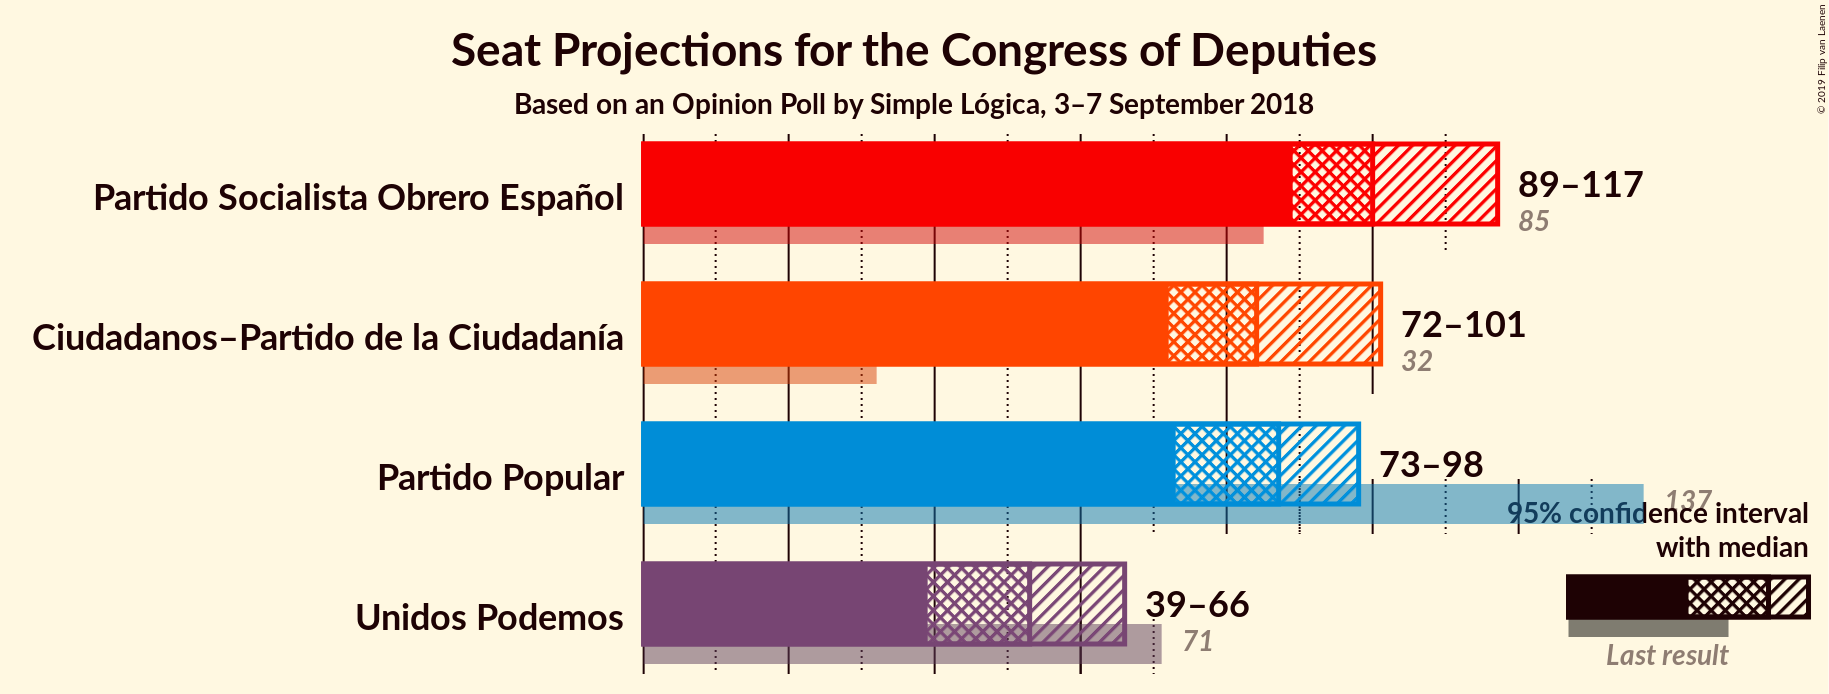 Seat Projections for the Congress of Deputies
Based on an Opinion Poll by Simple Lógica, 3–7 September 2018
© 2019 Filip van Laenen
Partido Socialista Obrero Español
89–117
85
Ciudadanos–Partido de la Ciudadanía
72–101
32
Partido Popular
73–98
137
95% confidence interval
with median
Unidos Podemos
39–66
71
Last result